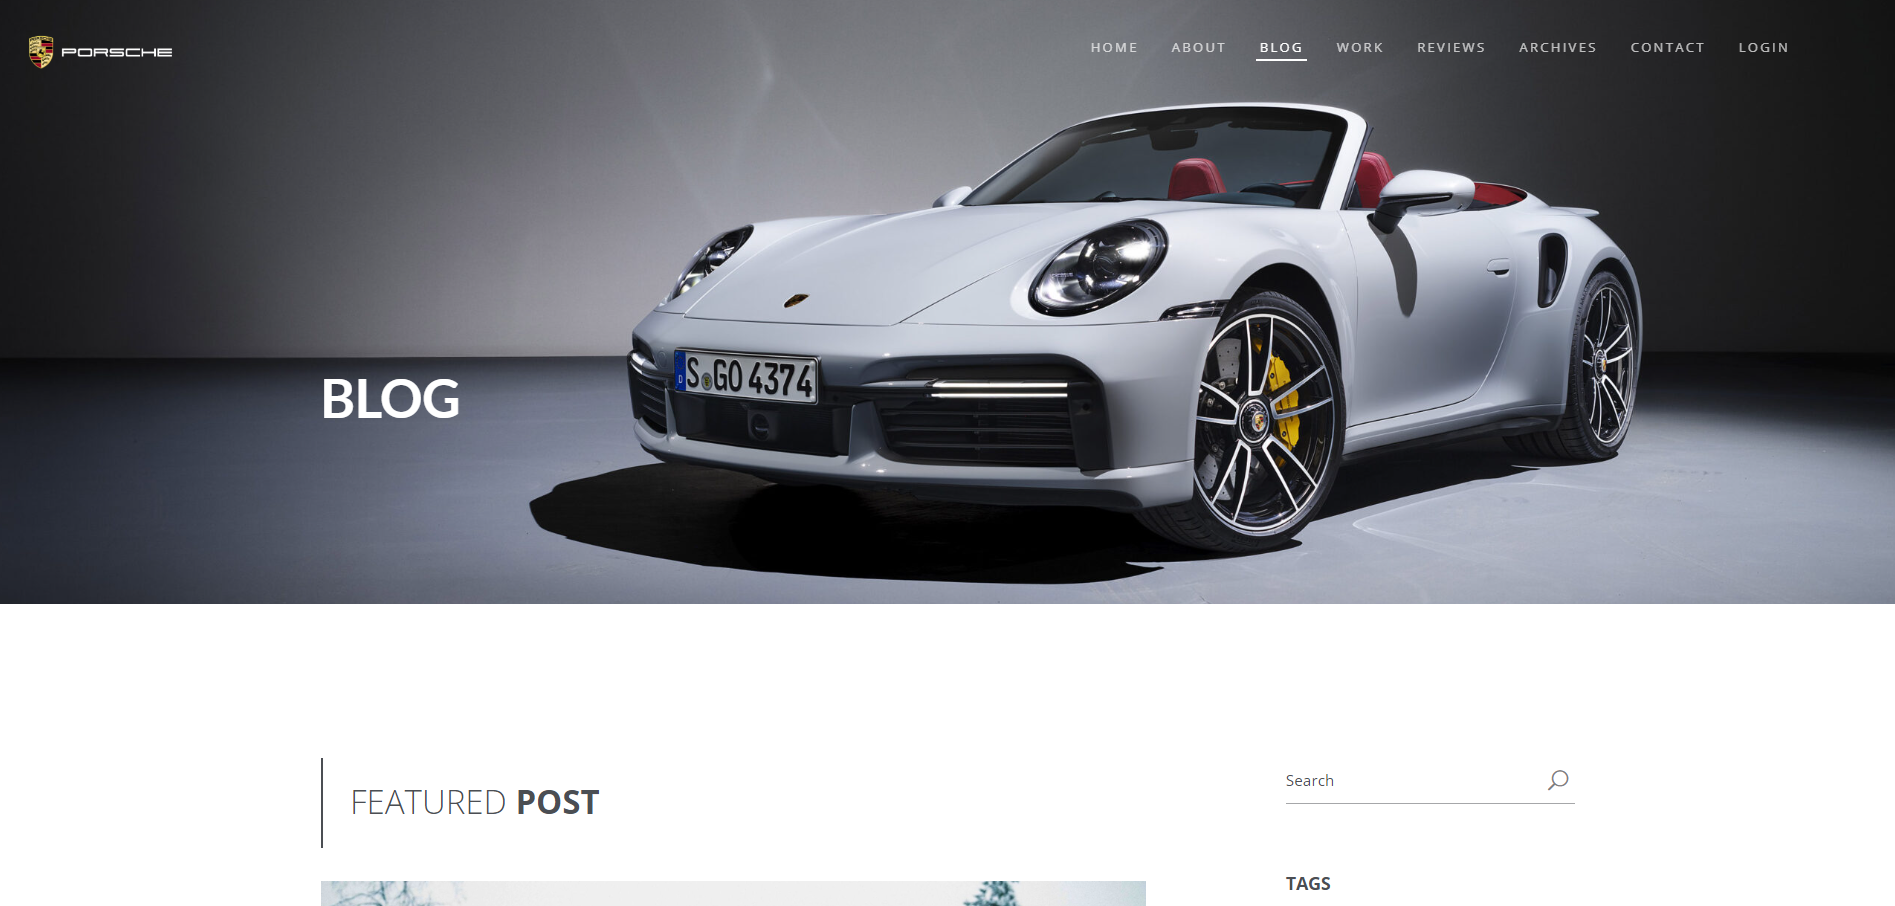 PORSCHE
HOME ABOUT BLOG WORK REVIEWS ARCHIVES CONTACT LOGIN
BLOG
S GO 4374
D
FEATURED POST
Search
TAGS